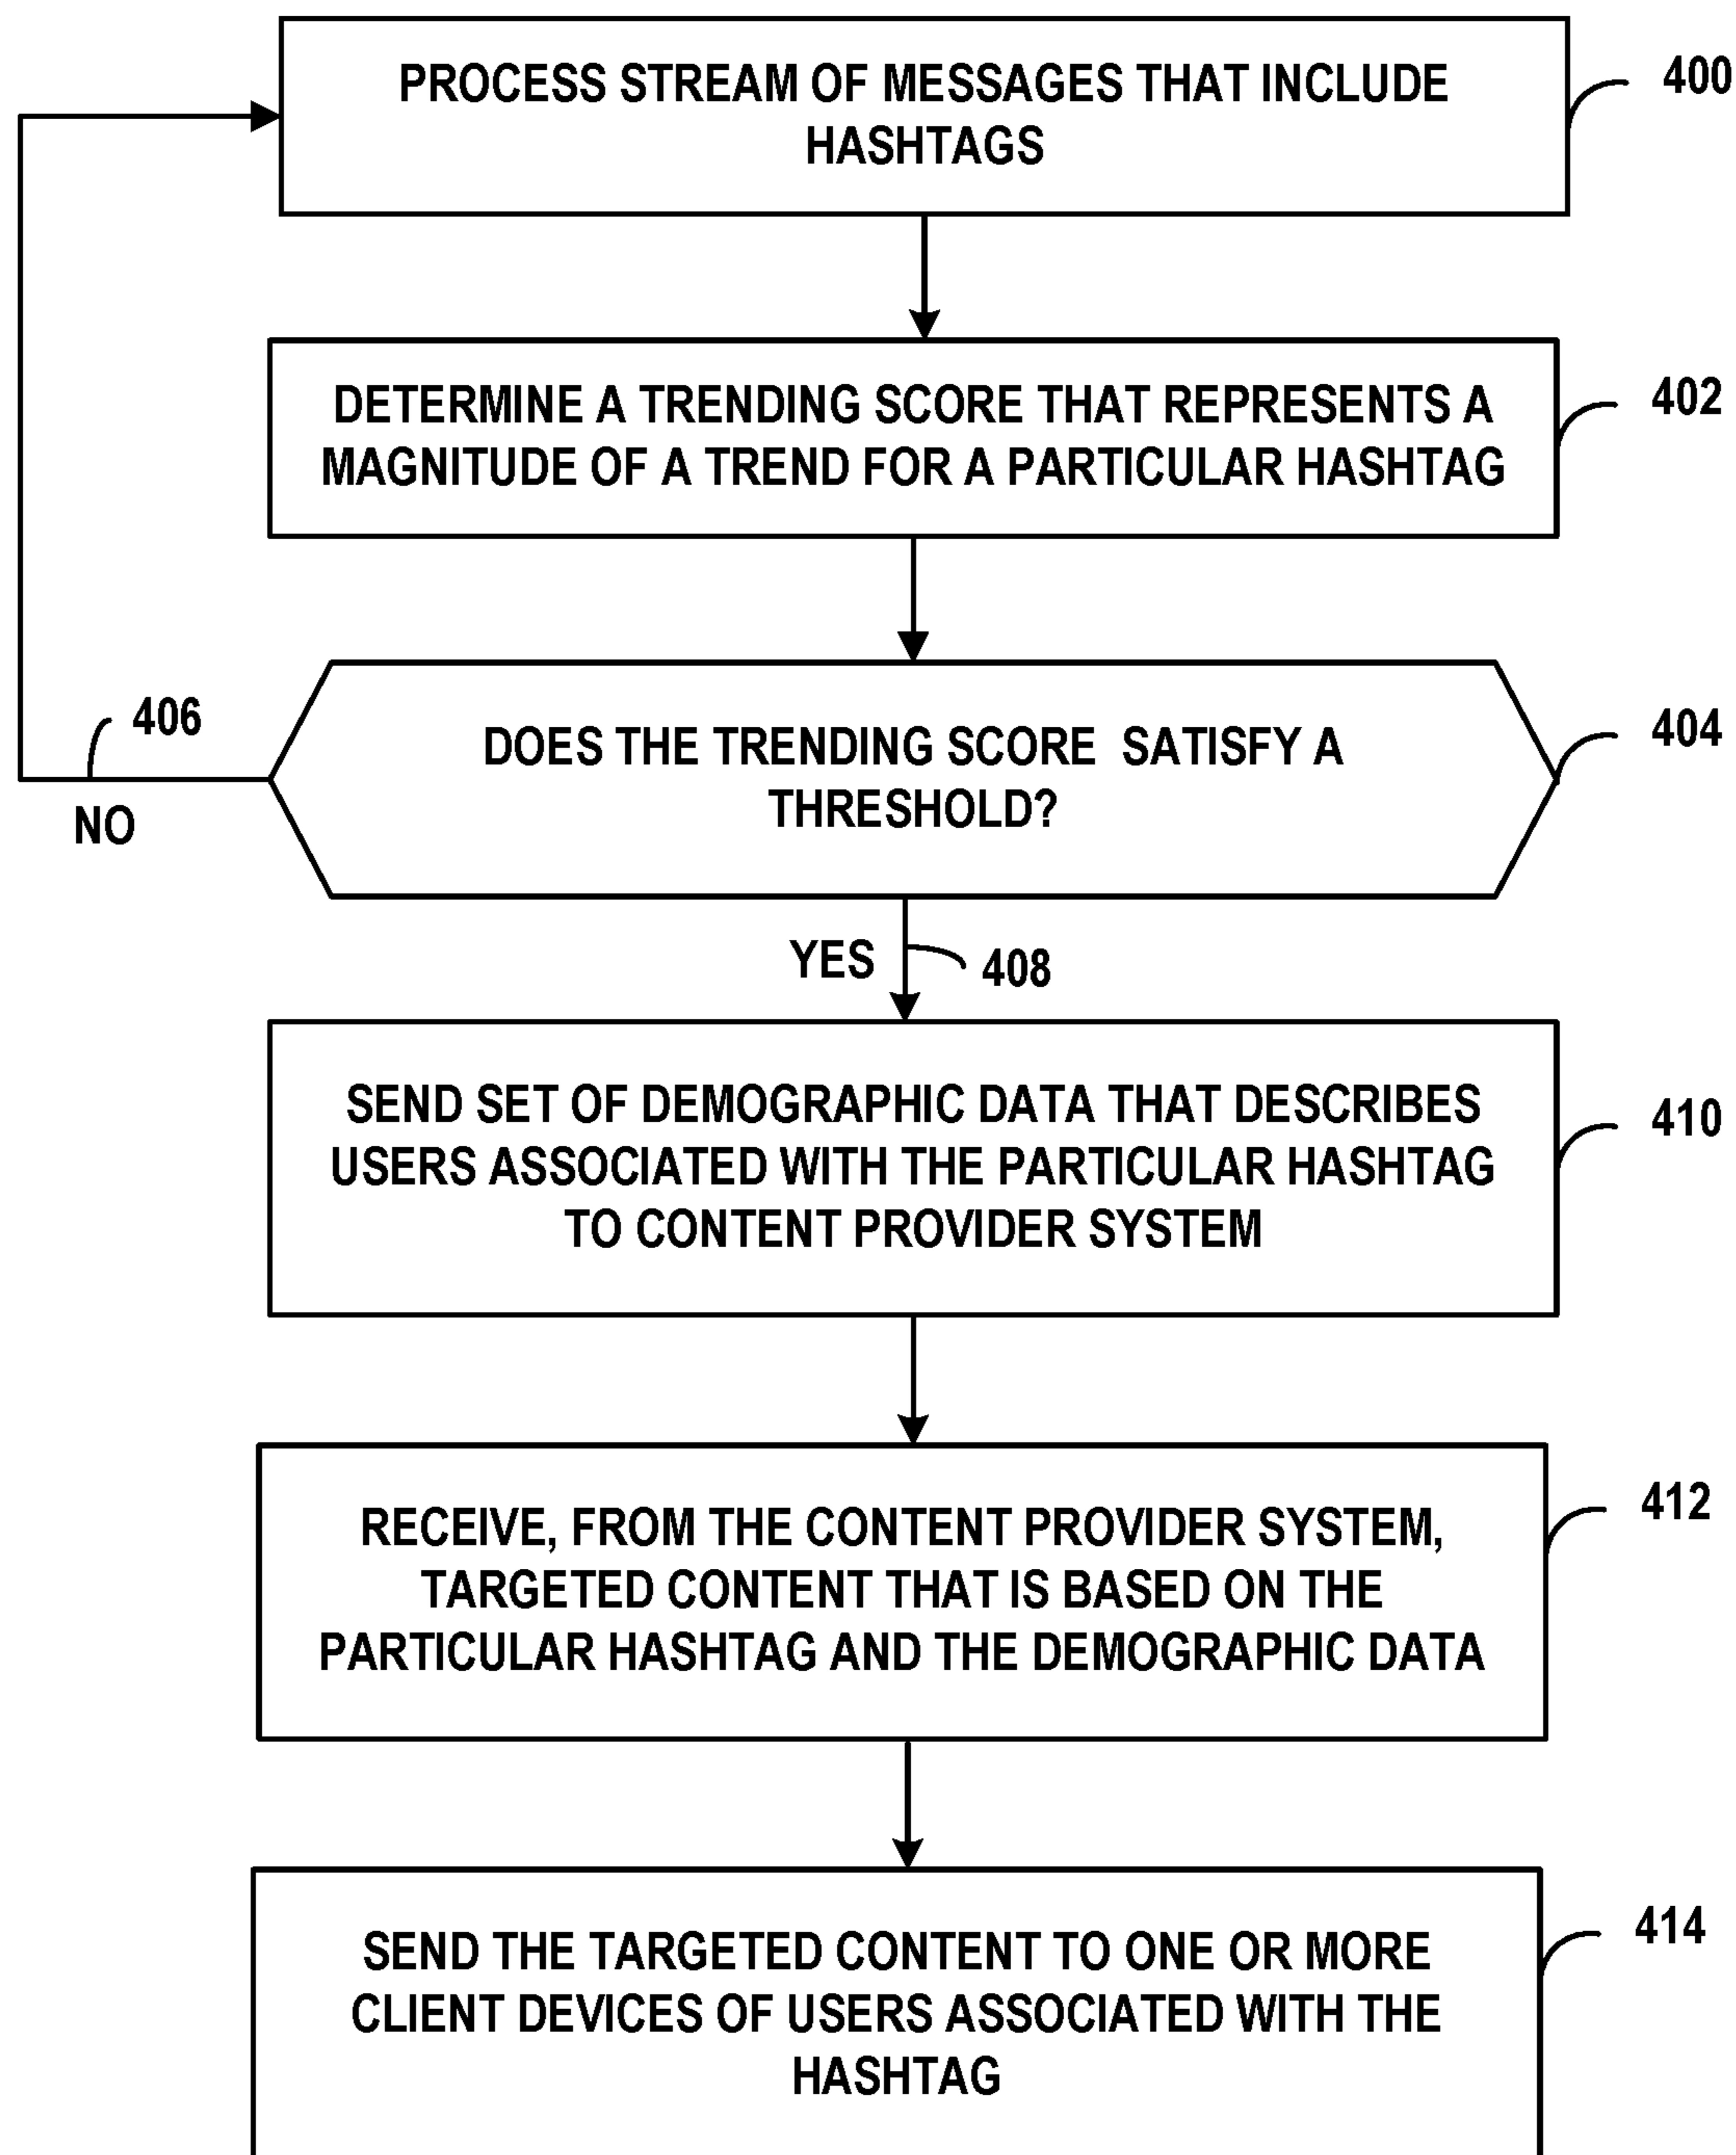 PROCESS STREAM OF MESSAGES THAT INCLUDE
HASHTAGS
400
DETERMINE A TRENDING SCORE THAT REPRESENTS A
MAGNITUDE OF A TREND FOR A PARTICULAR HASHTAG
402
406
NO
DOES THE TRENDING SCORE SATISFY A
THRESHOLD?
404
YES
408
SEND SET OF DEMOGRAPHIC DATA THAT DESCRIBES
USERS ASSOCIATED WITH THE PARTICULAR HASHTAG
TO CONTENT PROVIDER SYSTEM
410
RECEIVE, FROM THE CONTENT PROVIDER SYSTEM,
TARGETED CONTENT THAT IS BASED ON THE
PARTICULAR HASHTAG AND THE DEMOGRAPHIC DATA
412
SEND THE TARGETED CONTENT TO ONE OR MORE
CLIENT DEVICES OF USERS ASSOCIATED WITH THE
HASHTAG
414